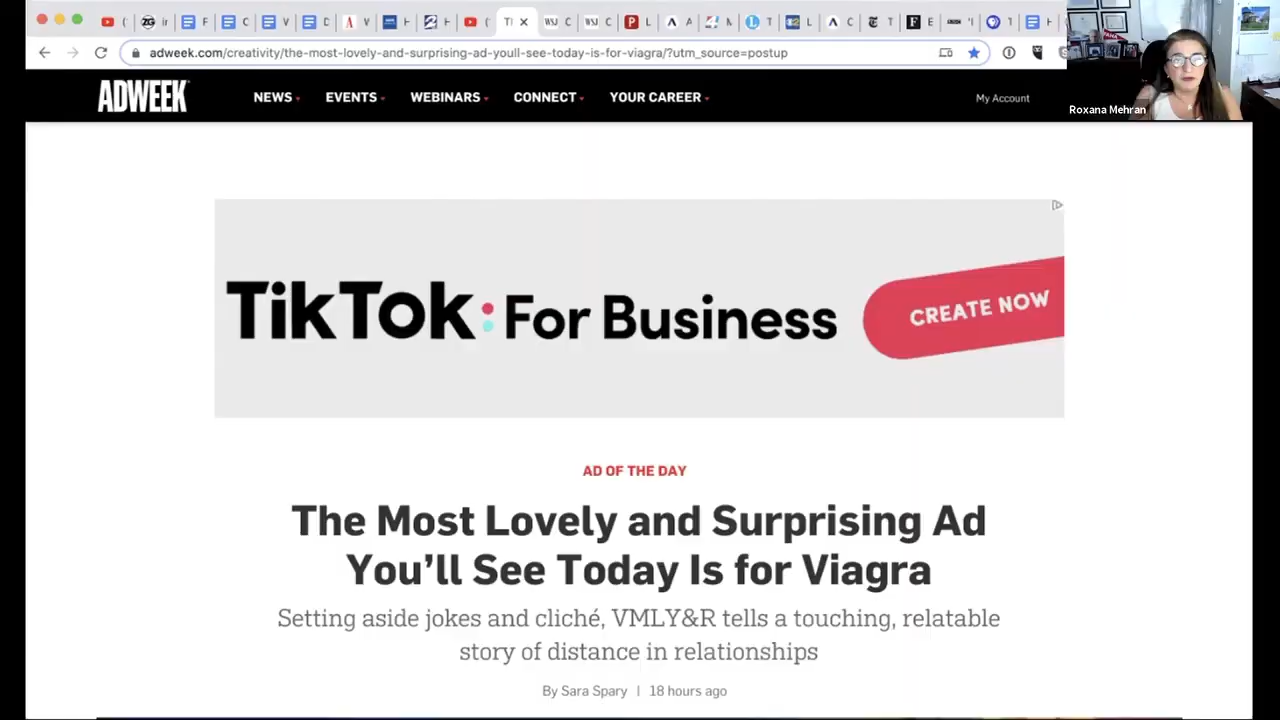 adweek.com/creativity/the-most-lovely-and-surprising-ad-youll-see-today-is-for-viagra/?utm_source=postup
Roxana Mehran
ADWEEK
NEWS
EVENTS
WEBINARS
CONNECT
YOUR CAREER
My Account
TikTok: For Business
CREATE NOW
AD OF THE DAY
The Most Lovely and Surprising Ad
You'll See Today Is for Viagra
Setting aside jokes and cliché, VMLY&R tells a touching, relatable
story of distance in relationships
By Sara Spary | 18 hours ago